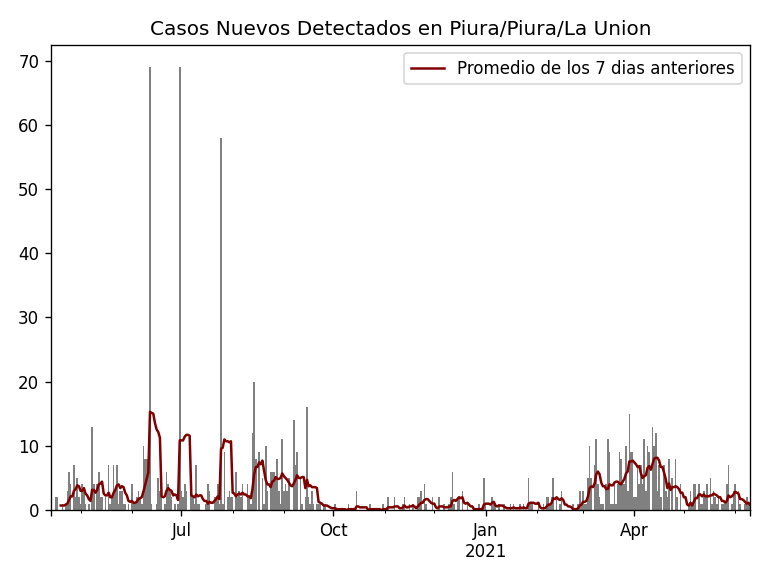 Casos Nuevos Detectados en Piura/Piura/La Union
Promedio de los 7 dias anteriores
70
60
50
40
30
20
10
0
Jul
Oct
Jan
2021
Apr